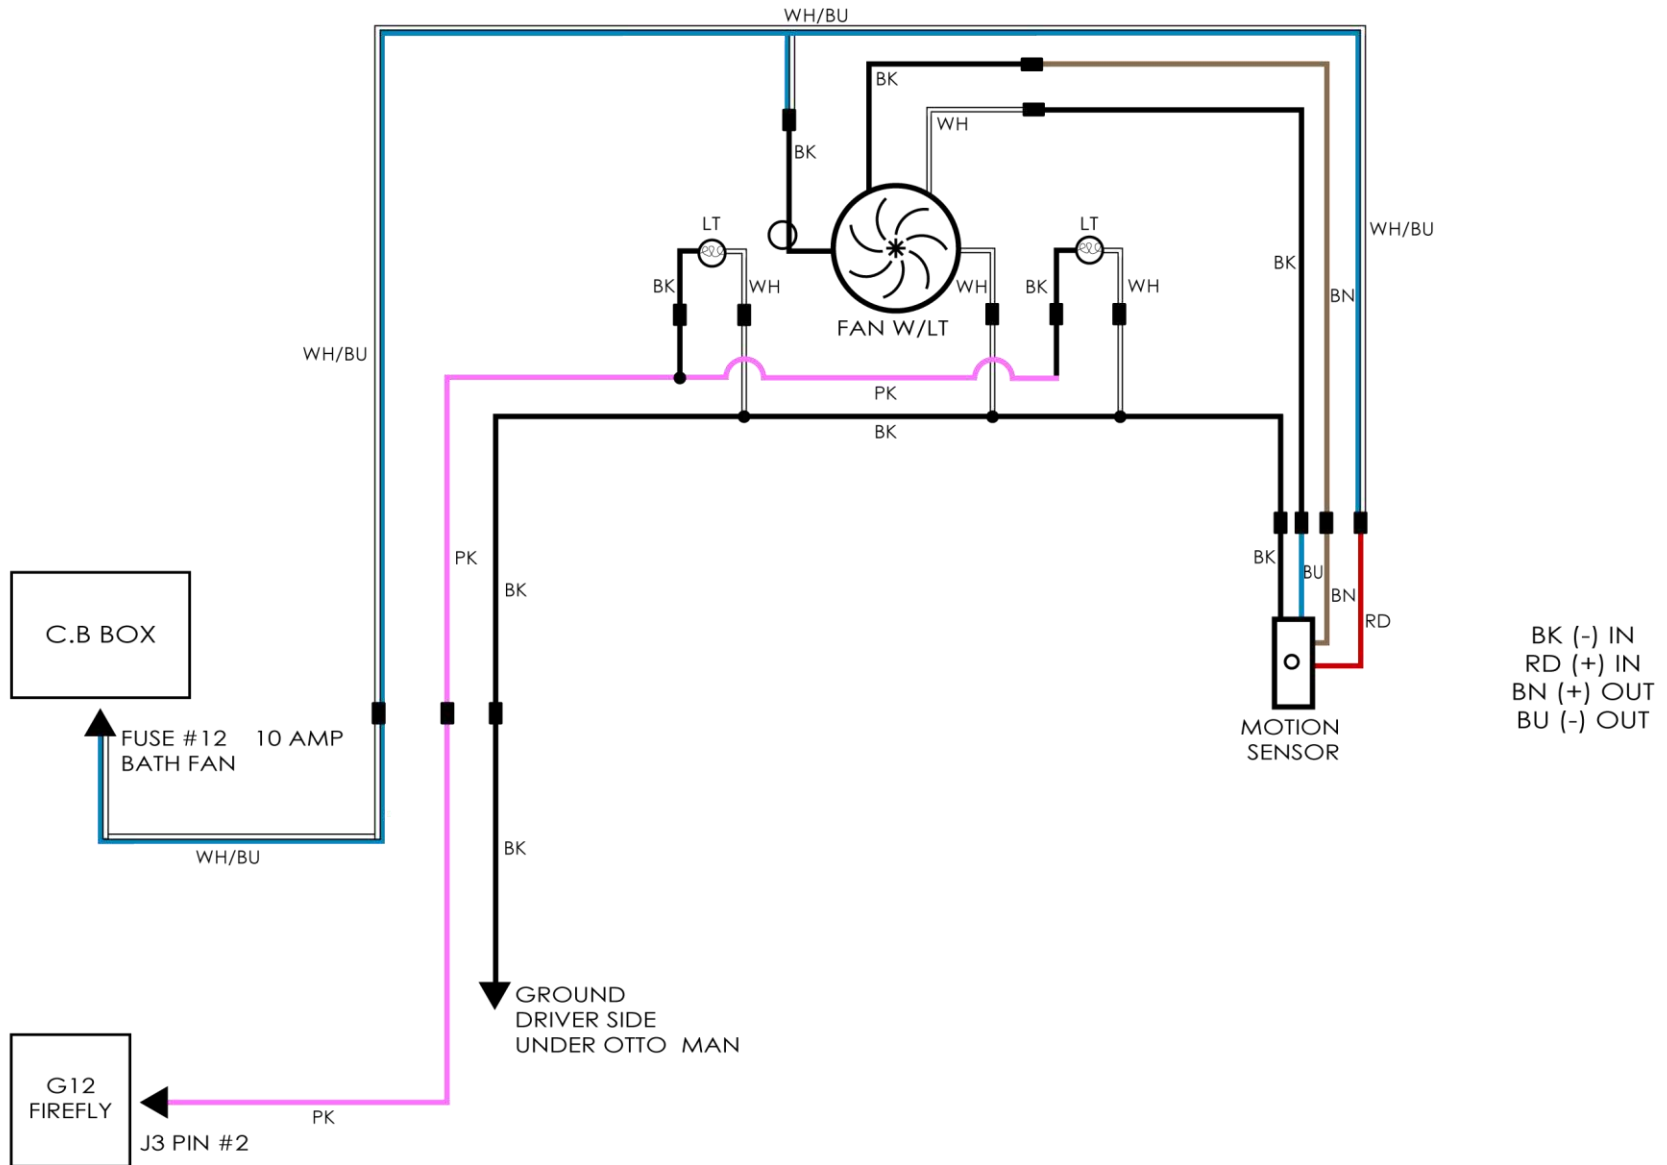 WH/BU
BK
WH
BK
LT
LT
WH/BU
BK
BK
WH
WH
BK
WH
BN
FAN W/LT
WH/BU
PK
BK
PK
BK
BK
BU
BN
RD
C.B BOX
BK (-) IN
RD (+) IN
BN (+) OUT
BU (-) OUT
MOTION
SENSOR
FUSE #12 10 AMP
BATH FAN
WH/BU
BK
GROUND
DRIVER SIDE
UNDER OTTO MAN
G12
FIREFLY
PK
J3 PIN #2